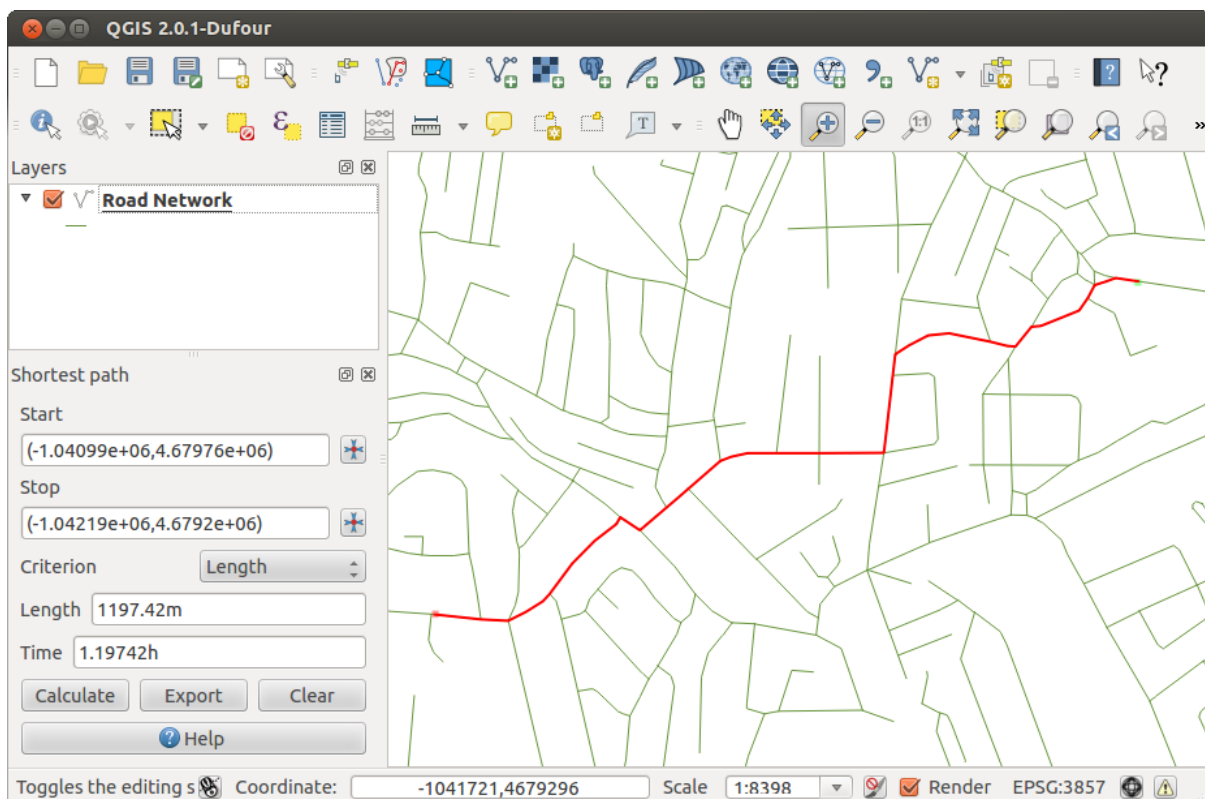 QGIS 2.0.1-Dufour
1:1
T
Layers
Road Network
Shortest path
Start
(-1.04099e+06,4.67976e+06)
Stop
(-1.04219e+06,4.6792e+06)
Criterion Length
Length 1197.42m
Time 1.19742h
Calculate Export Clear
Help
Toggles the editing s Coordinate: -1041721,4679296 Scale 1:8398 Render EPSG:3857